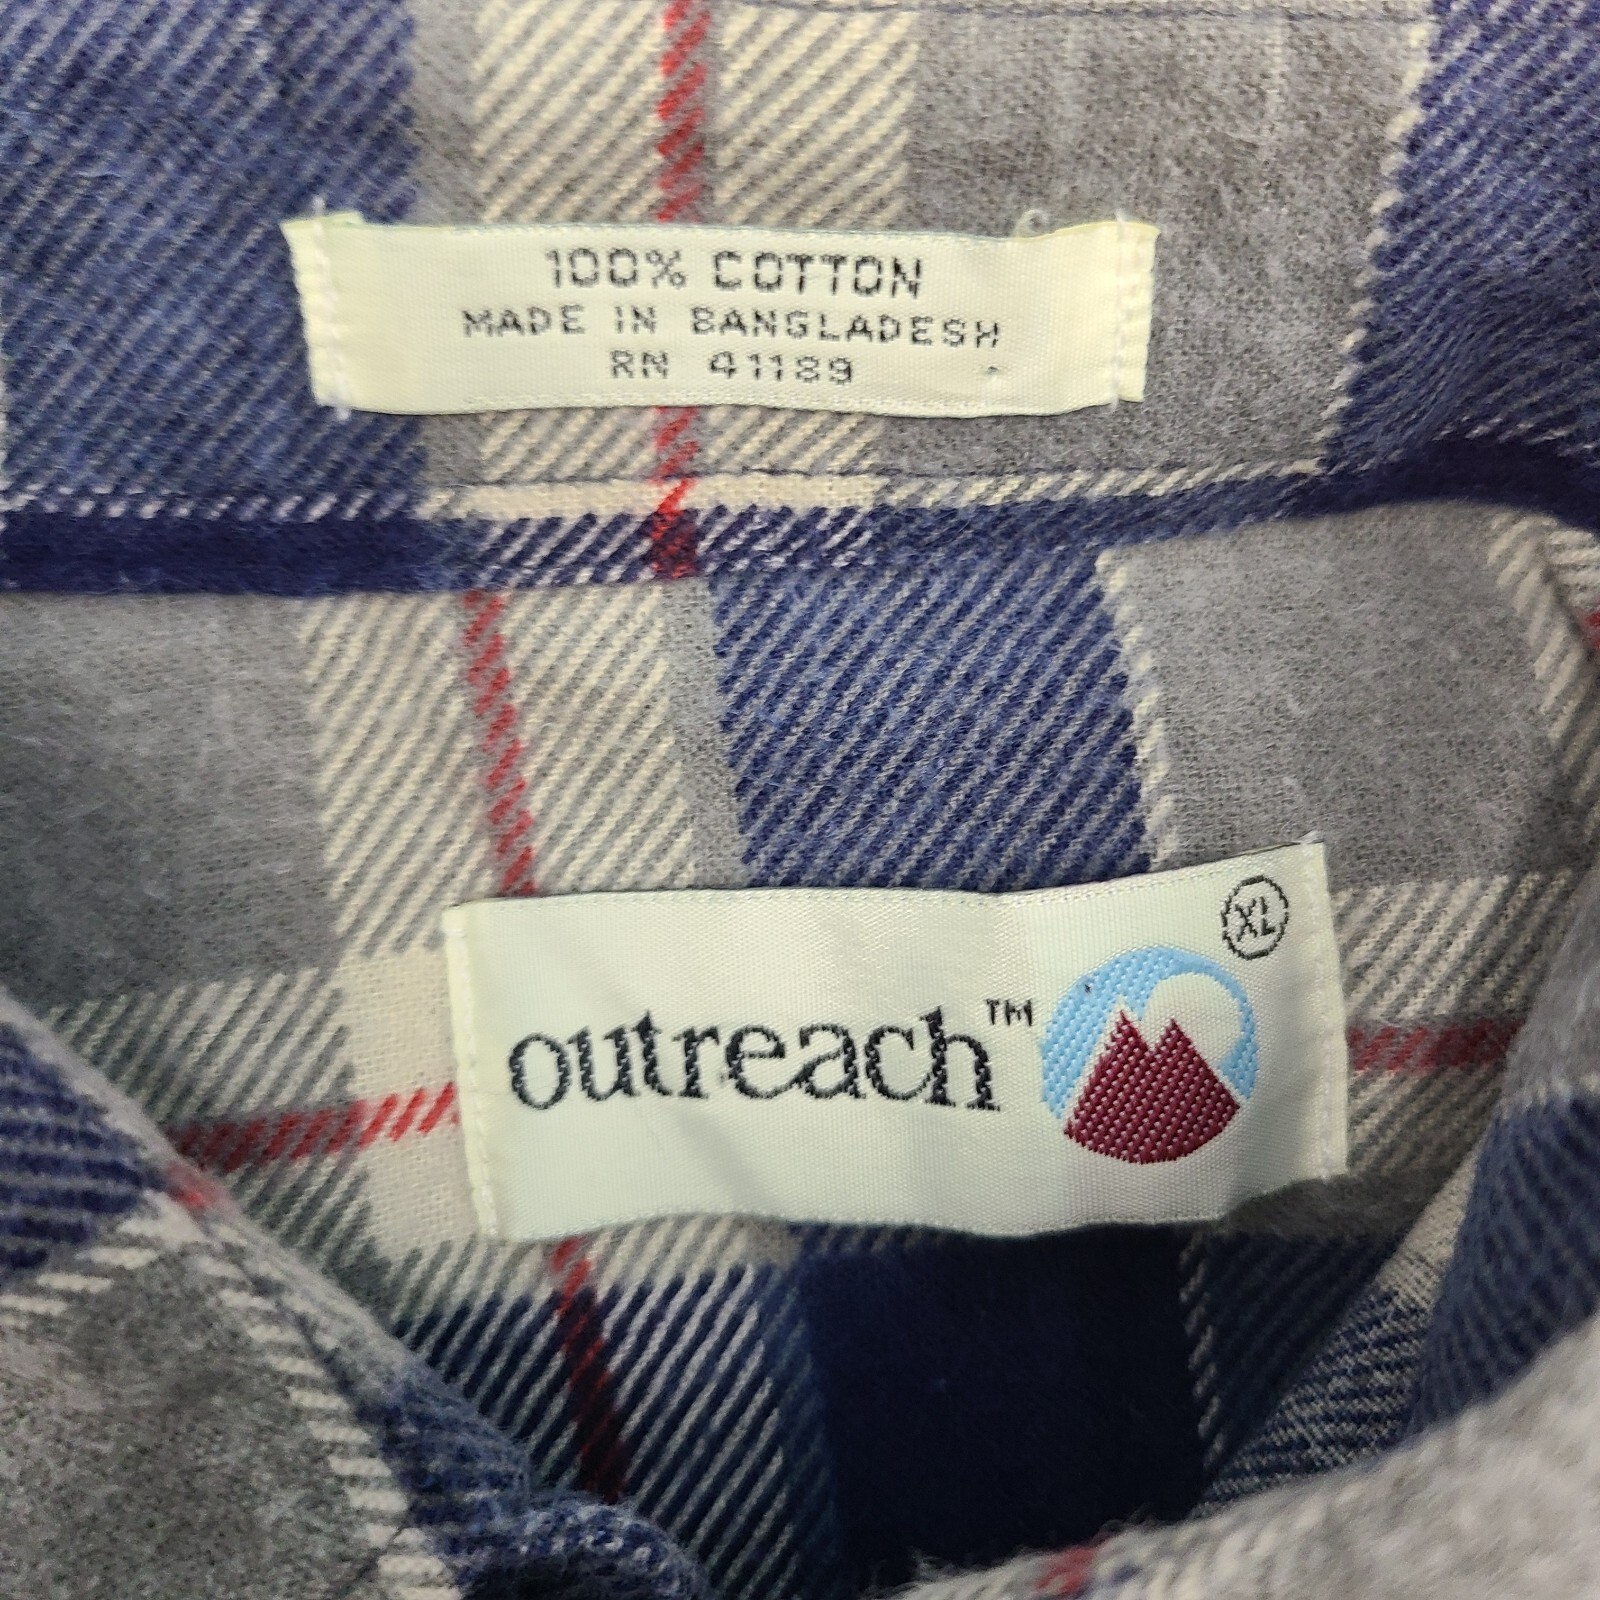 100% COTTON
MADE IN BANGLADESH
RN 41189
XL
outreach™